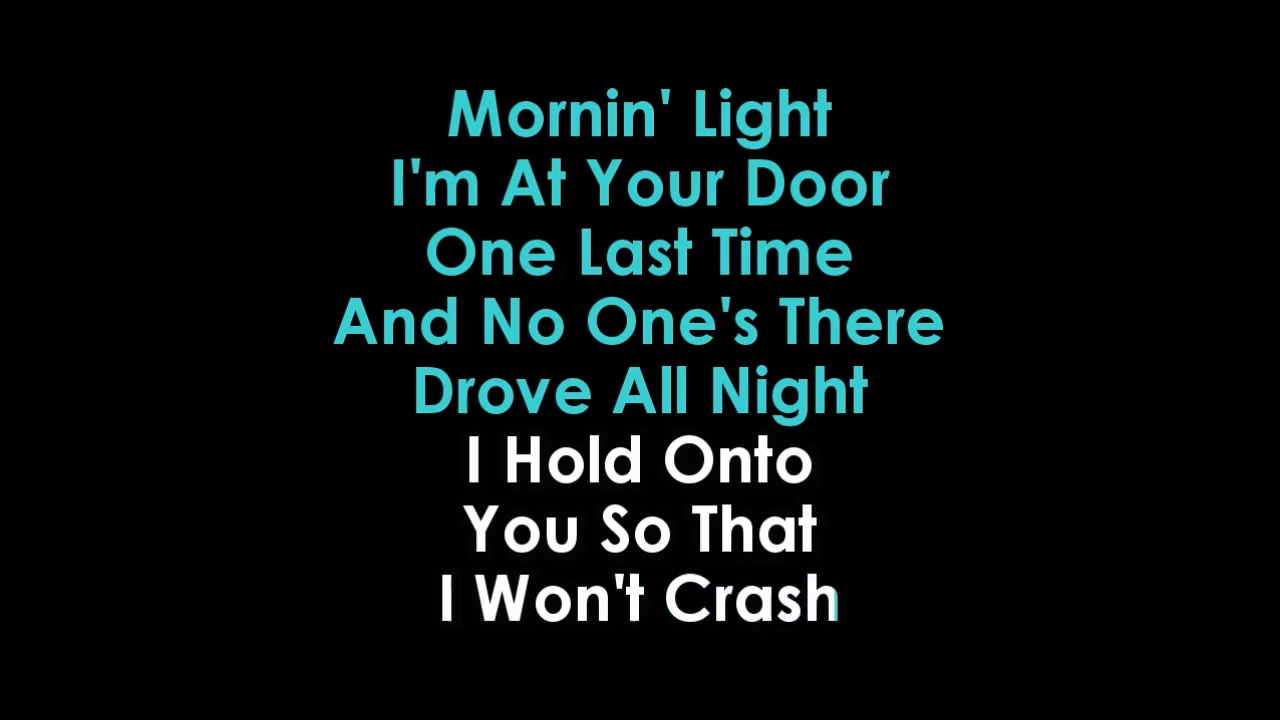 Mornin' Light
I'm At Your Door
One Last Time
And No One's There
Drove All Night
I Hold Onto
You So That
I Won't Crash